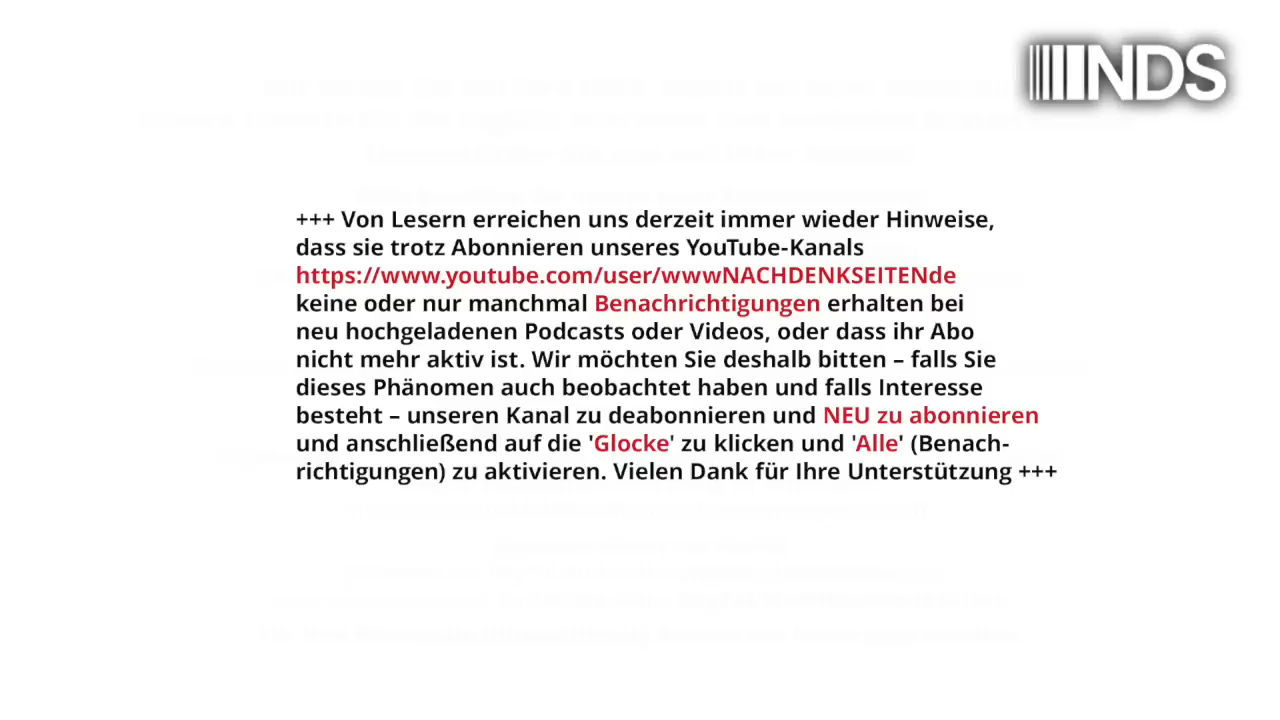 NDS
+++ Von Lesern erreichen uns derzeit immer wieder Hinweise,
dass sie trotz Abonnieren unseres YouTube-Kanals
https://www.youtube.com/user/wwwNACHDENKSEITENde
keine oder nur manchmal Benachrichtigungen erhalten bei
neu hochgeladenen Podcasts oder Videos, oder dass ihr Abo
nicht mehr aktiv ist. Wir möchten Sie deshalb bitten – falls Sie
dieses Phänomen auch beobachtet haben und falls Interesse
besteht – unseren Kanal zu deabonnieren und NEU zu abonnieren
und anschließend auf die 'Glocke' zu klicken und 'Alle' (Benach-
richtigungen) zu aktivieren. Vielen Dank für Ihre Unterstützung +++